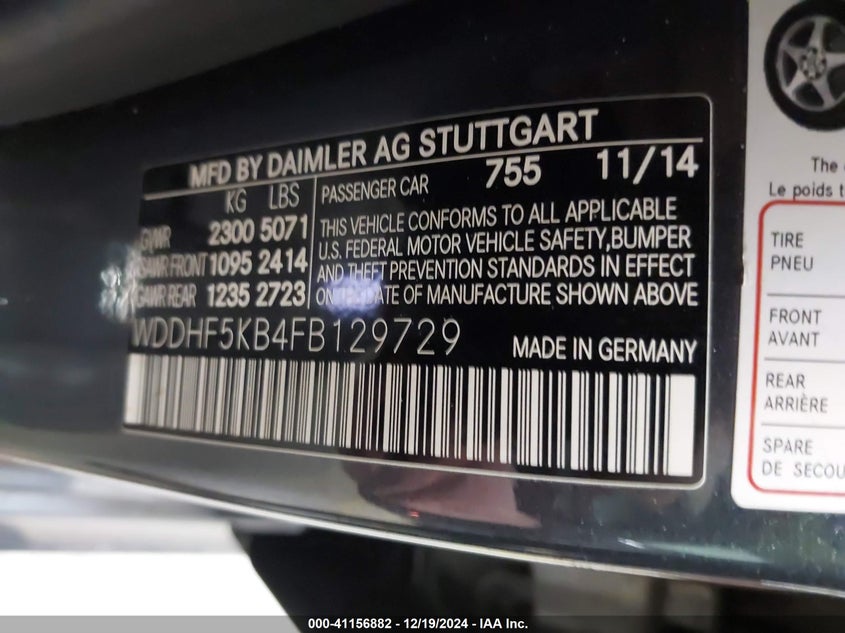 MFD BY DAIMLER AG STUTTGART
KG LBS
GVWR 2300 5071
GAWR FRONT 1095 2414
GAWR REAR 1235 2723
PASSENGER CAR 755 11/14
THIS VEHICLE CONFORMS TO ALL APPLICABLE
U.S. FEDERAL MOTOR VEHICLE SAFETY,BUMPER
AND THEFT PREVENTION STANDARDS IN EFFECT
ON THE DATE OF MANUFACTURE SHOWN ABOVE
WDDHF5KB4FB129729
MADE IN GERMANY
The
Le poids
TIRE
PNEU
FRONT
AVANT
REAR
ARRIÈRE
SPARE
DE SECOU
000-41156882 - 12/19/2024 - IAA Inc.